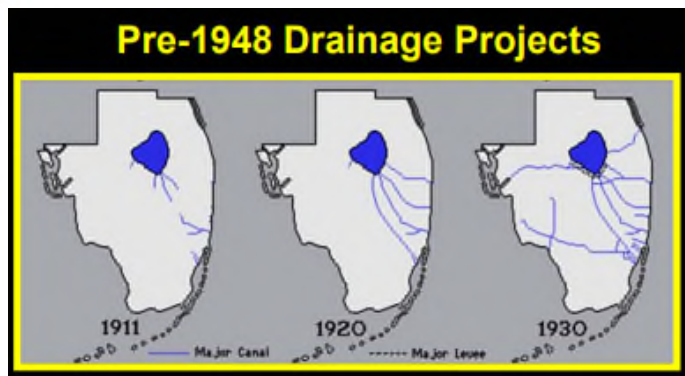 Pre-1948 Drainage Projects
1911
1920
1930
Major Canal
Major Levee